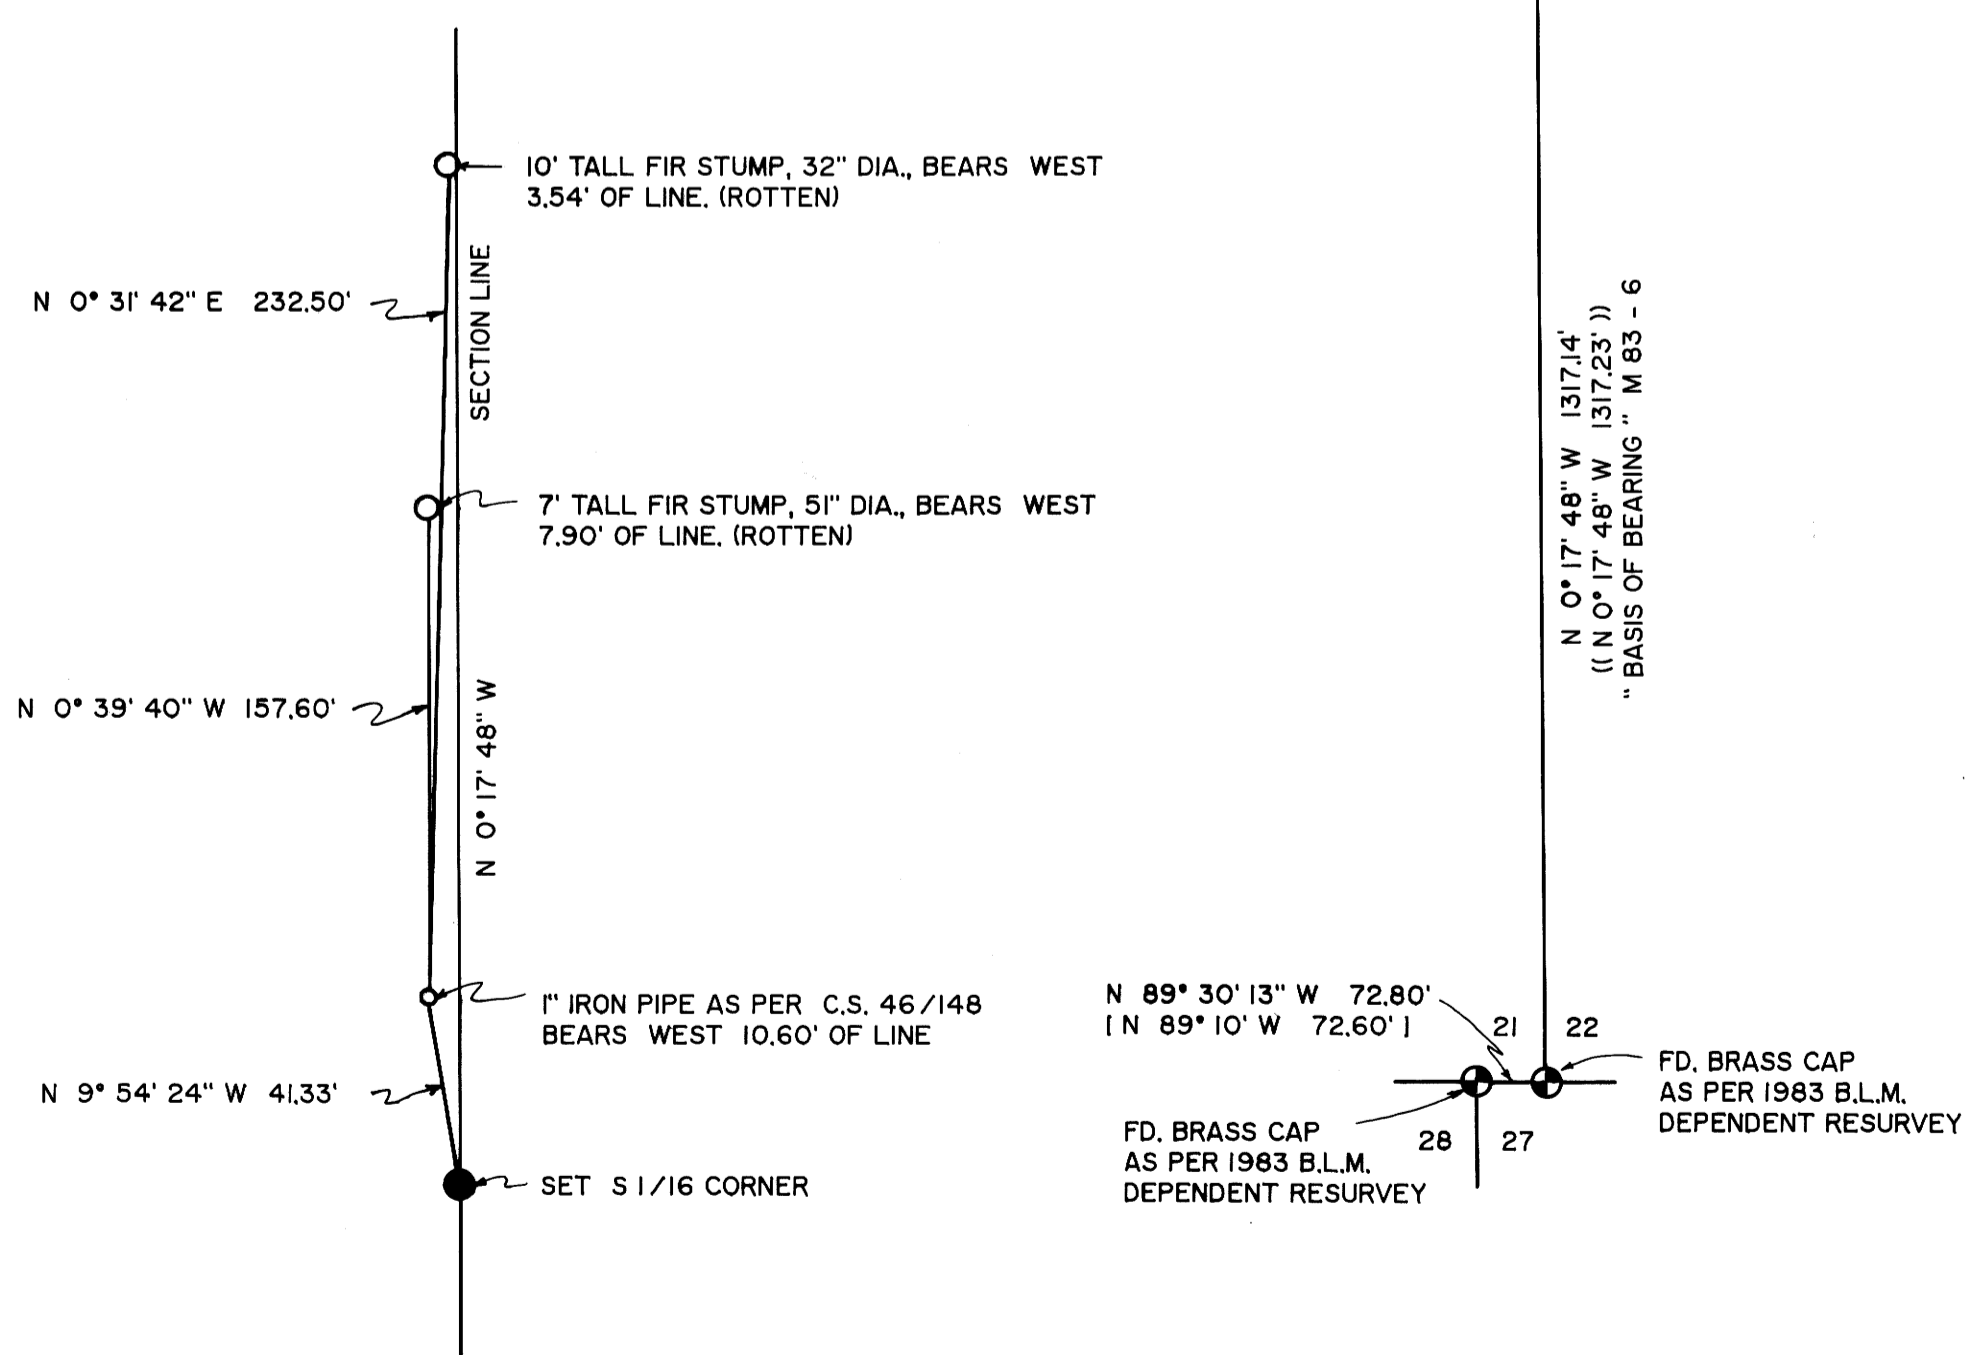 10' TALL FIR STUMP, 32" DIA., BEARS WEST
3.54' OF LINE. (ROTTEN)
SECTION LINE
N 0° 31' 42" E 232.50'
7' TALL FIR STUMP, 51" DIA., BEARS WEST
7.90' OF LINE. (ROTTEN)
N 0° 39' 40" W 157.60'
N 0° 17' 48" W
1" IRON PIPE AS PER C.S. 46/148
BEARS WEST 10.60' OF LINE
N 9° 54' 24" W 41.33'
SET S 1/16 CORNER
N 0° 17' 48" W 1317.14'
((N 0° 17' 48" W 1317.23'))
"BASIS OF BEARING" M 83 - 6
N 89° 30' 13" W 72.80'
[N 89° 10' W 72.60']
21 22
FD. BRASS CAP
AS PER 1983 B.L.M.
DEPENDENT RESURVEY
FD. BRASS CAP
AS PER 1983 B.L.M.
DEPENDENT RESURVEY
28 27